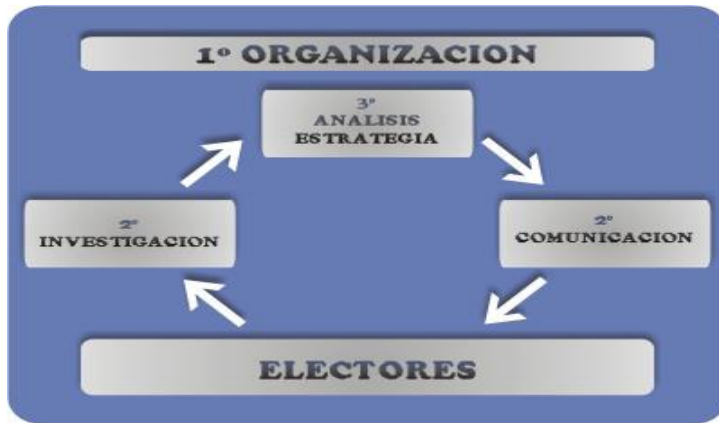 1º ORGANIZACION
3º
ANALISIS
ESTRATEGIA
2º
INVESTIGACION
2º
COMUNICACION
ELECTORES